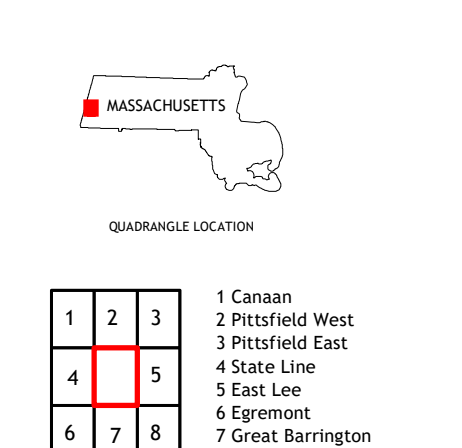 MASSACHUSETTS
QUADRANGLE LOCATION
1 2 3
4 5
6 7 8
1 Canaan
2 Pittsfield West
3 Pittsfield East
4 State Line
5 East Lee
6 Egremont
7 Great Barrington